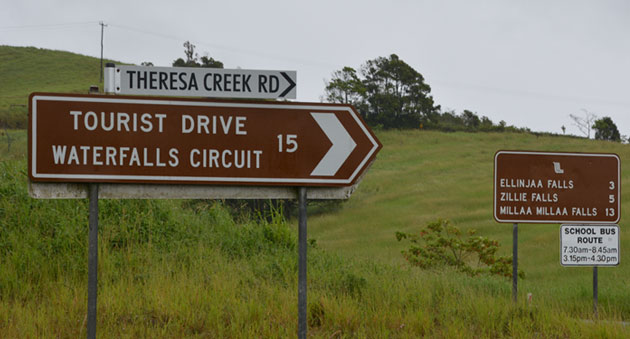 THERESA CREEK RD
TOURIST DRIVE 15
WATERFALLS CIRCUIT
ELLINJAA FALLS 3
ZILLIE FALLS 5
MILLAA MILLAA FALLS 13
SCHOOL BUS
ROUTE
7.30am-8.45am
3.15pm-4.30pm